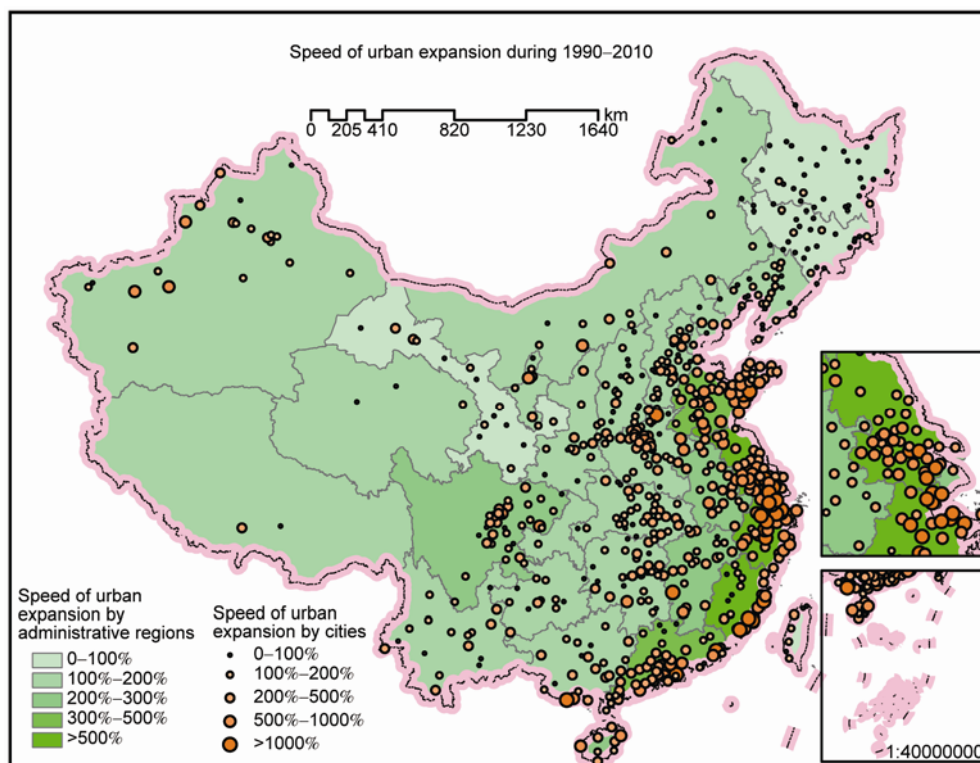 Speed of urban expansion during 1990–2010
km
0 205 410 820 1230 1640
Speed of urban
expansion by
administrative regions
0–100%
100%–200%
200%–300%
300%–500%
>500%
Speed of urban
expansion by cities
0–100%
100%–200%
200%–500%
500%–1000%
>1000%
1:40000000